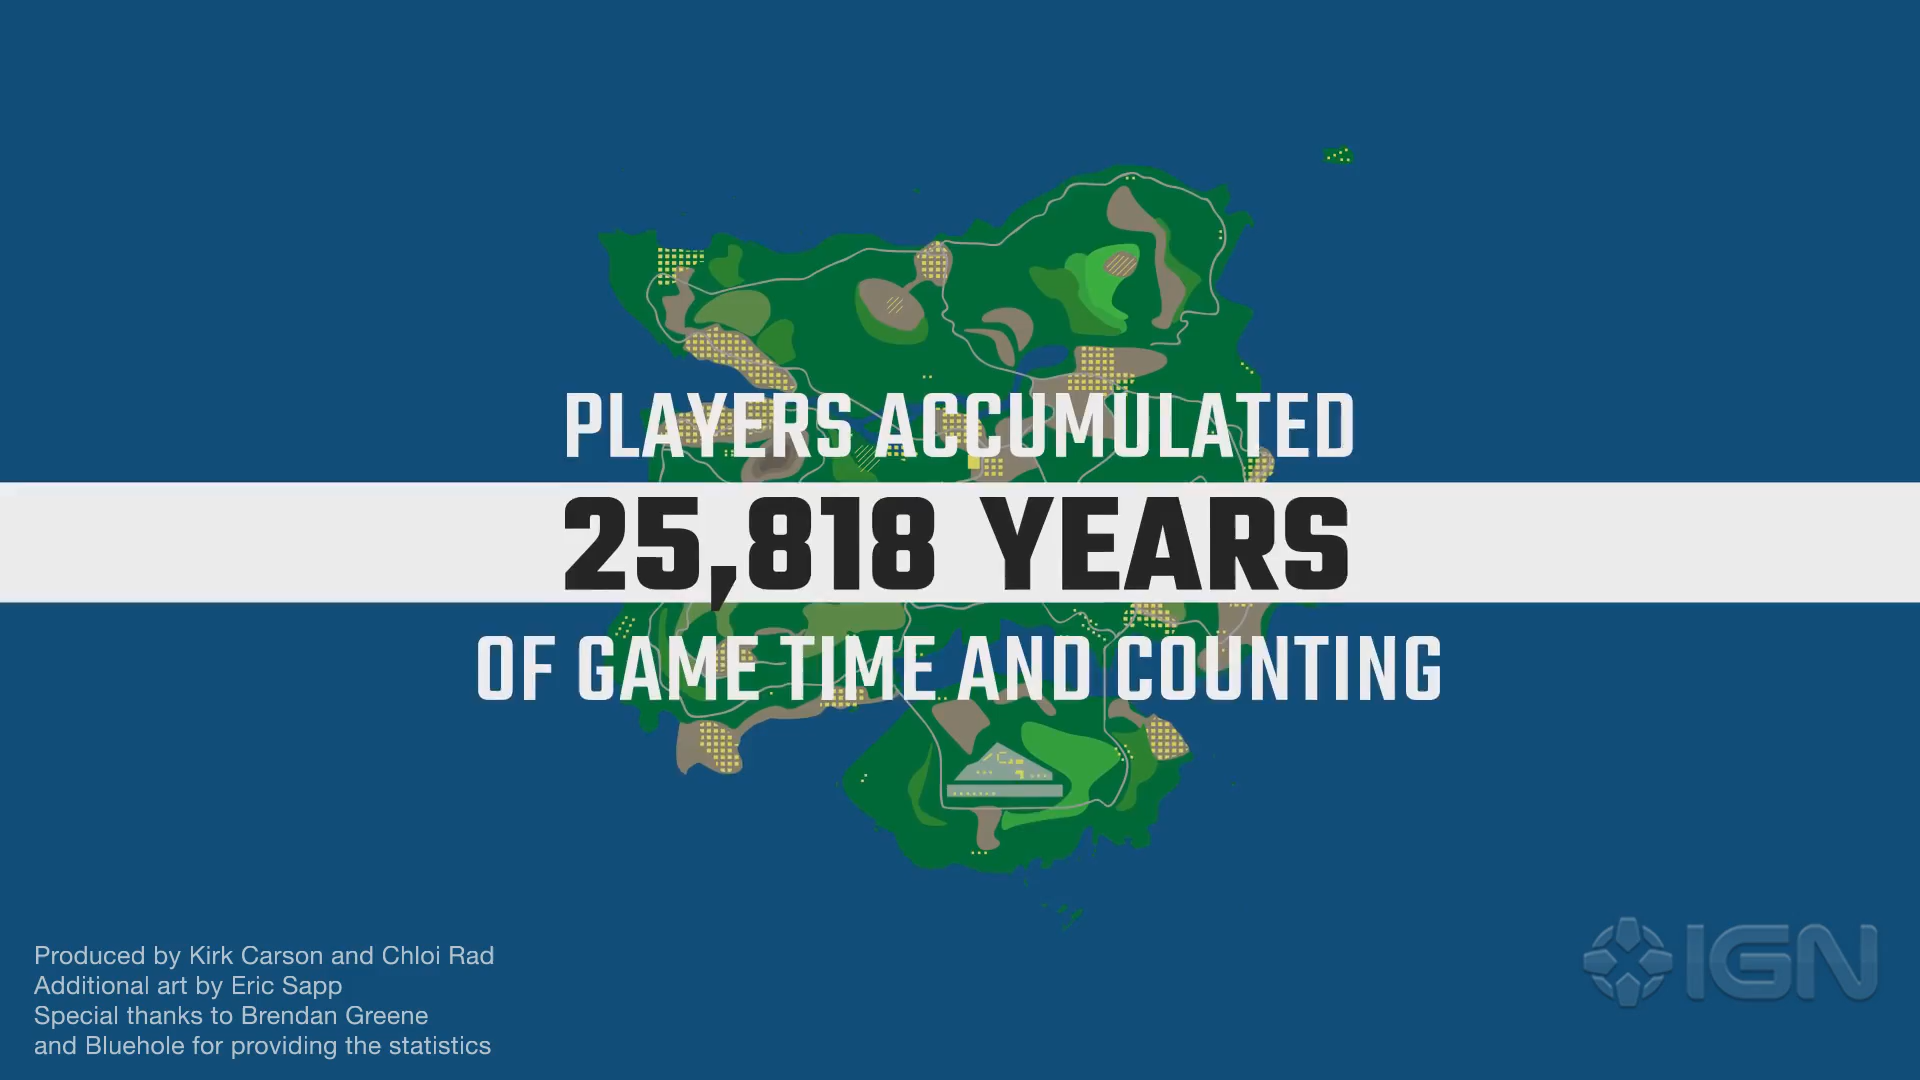 PLAYERS ACCUMULATED
25,818 YEARS
OF GAME TIME AND COUNTING
Produced by Kirk Carson and Chloi Rad
Additional art by Eric Sapp
Special thanks to Brendan Greene
and Bluehole for providing the statistics
IGN